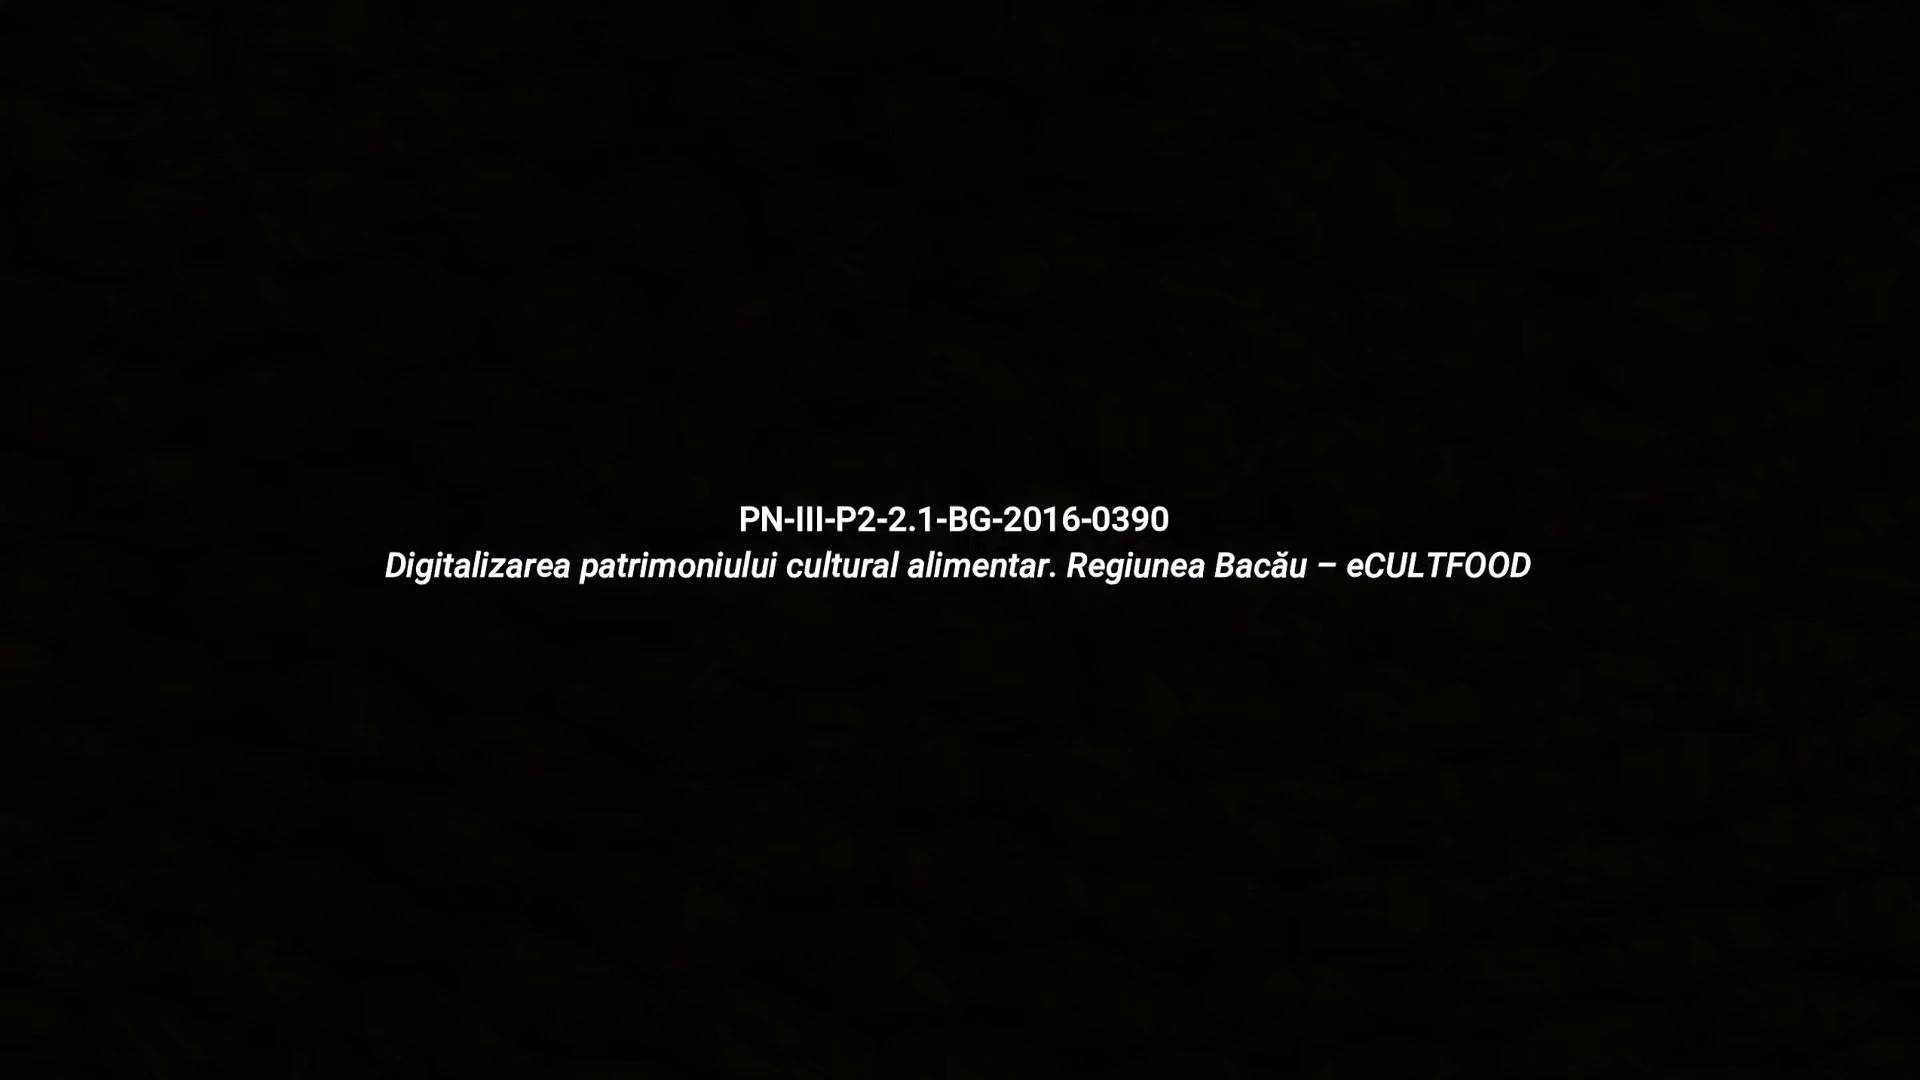 PN-III-P2-2.1-BG-2016-0390
Digitalizarea patrimoniului cultural alimentar. Regiunea Bacău – eCULTFOOD